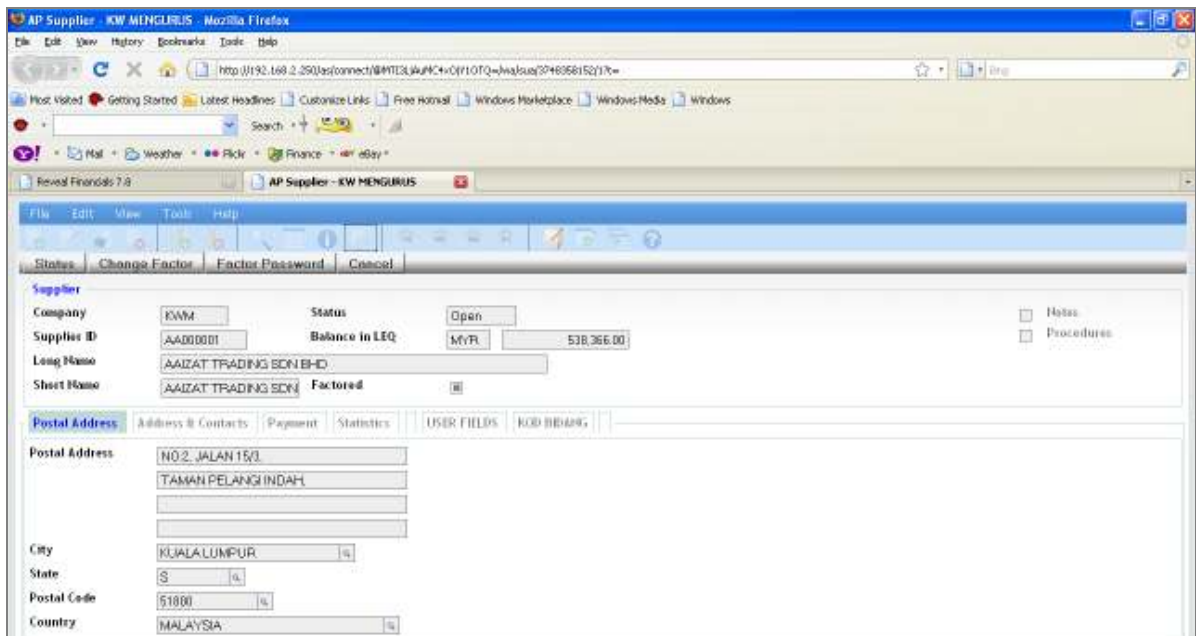 AP Supplier - KW MENGURUS - Mozilla Firefox
File Edit View History Bookmarks Tools Help
Most Visited Getting Started Latest Headlines Customize Links Free Hotmail Windows Marketplace Windows Media Windows
Search
Mail Weather Flickr Finance eBay
Reveal Financials 7.8 AP Supplier - KW MENGURUS
File Edit View Tools Help
Status Change Factor Factor Password Cancel
Supplier
Company KWM Status Open Notes
Supplier ID AA000001 Balance in LEQ MYR 538,366.00 Procedures
Long Name AAIZAT TRADING SDN BHD
Short Name AAIZAT TRADING SDN Factored
Postal Address Address & Contacts Payment Statistics USER FIELDS KOD BIDANG
Postal Address NO.2, JALAN 15/3,
TAMAN PELANGI INDAH,
City KUALA LUMPUR
State S
Postal Code
Country MALAYSIA